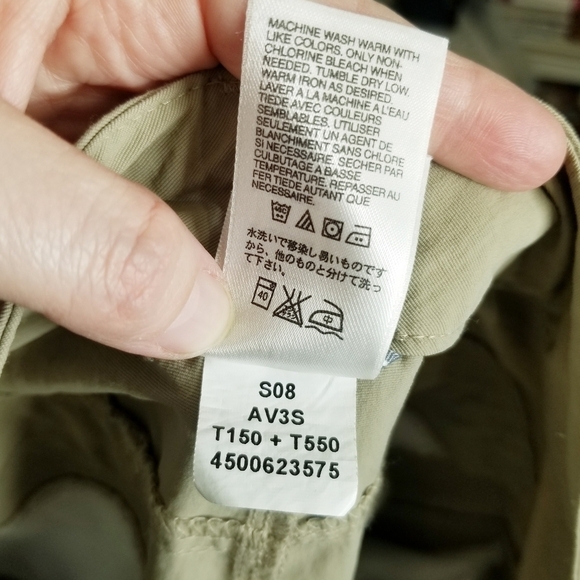 MACHINE WASH WARM WITH
LIKE COLORS. ONLY NON-
CHLORINE BLEACH WHEN
NEEDED. TUMBLE DRY LOW.
WARM IRON AS DESIRED.
LAVER A LA MACHINE A L'EAU
TIEDE AVEC COULEURS
SEMBLABLES. UTILISER
SEULEMENT UN AGENT DE
BLANCHIMENT SANS CHLORE
SI NECESSAIRE. SECHER PAR
CULBUTAGE A BASSE
TEMPERATURE. REPASSER AU
FER TIEDE AUTANT QUE
NECESSAIRE.
水洗いで移染し易いものです
から、他のものと分けて洗っ
て下さい。
40 中
S08
AV3S
T150 + T550
4500623575